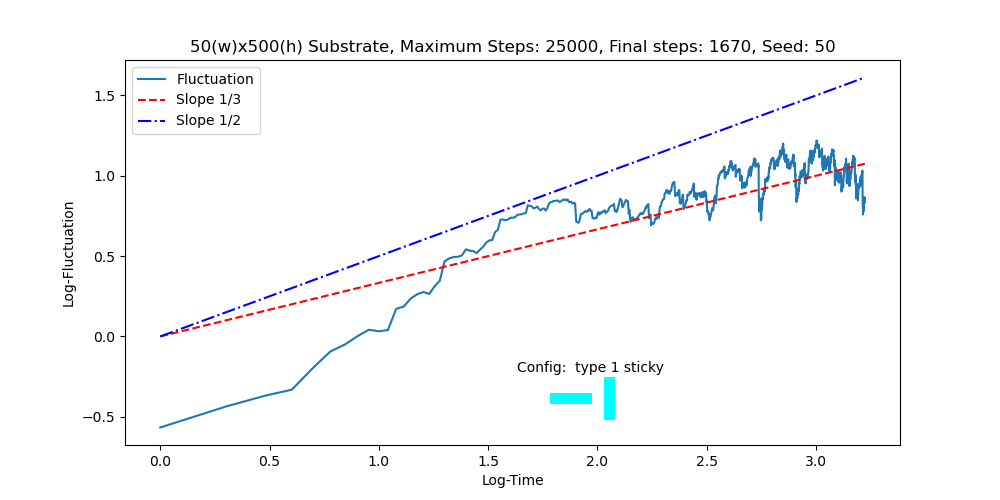 50(w)x500(h) Substrate, Maximum Steps: 25000, Final steps: 1670, Seed: 50
Fluctuation
Slope 1/3
Slope 1/2
1.5
1.0
0.5
0.0
−0.5
Log-Fluctuation
Config:  type 1 sticky
0.0 0.5 1.0 1.5 2.0 2.5 3.0
Log-Time